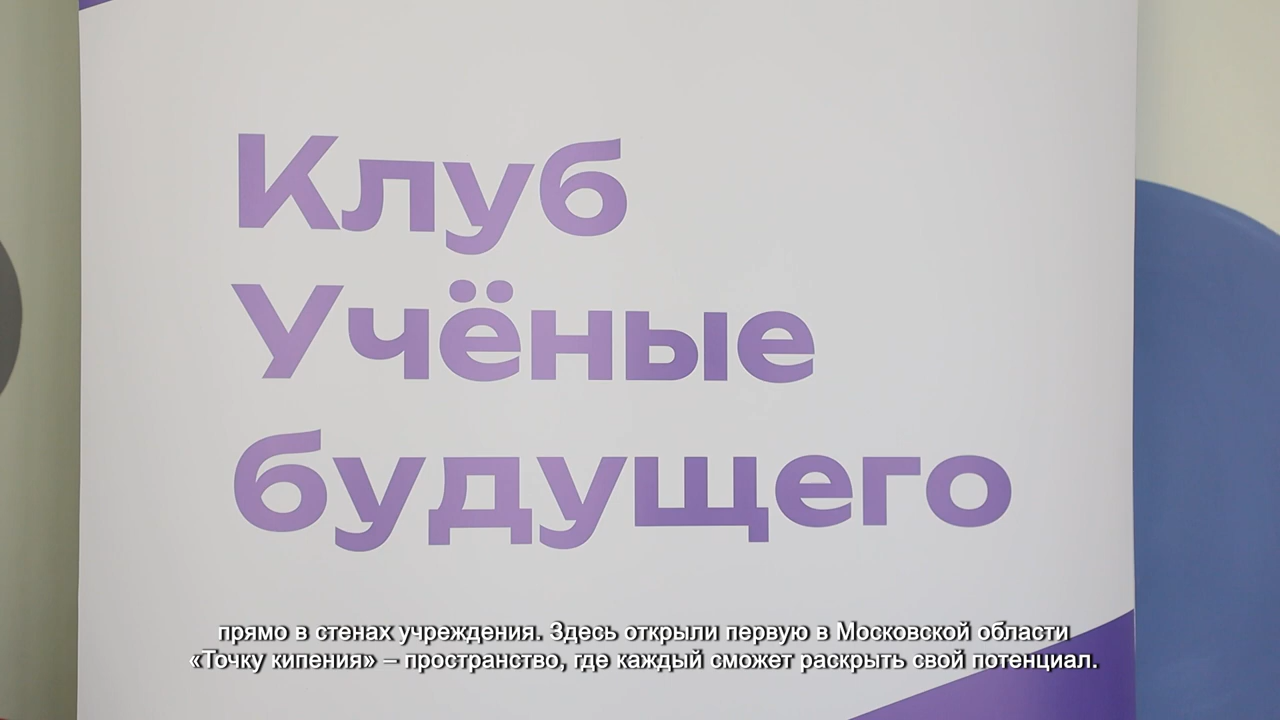 Клуб
Учёные
будущего
прямо в стенах учреждения. Здесь открыли первую в Московской области
«Точку кипения» – пространство, где каждый сможет раскрыть свой потенциал.